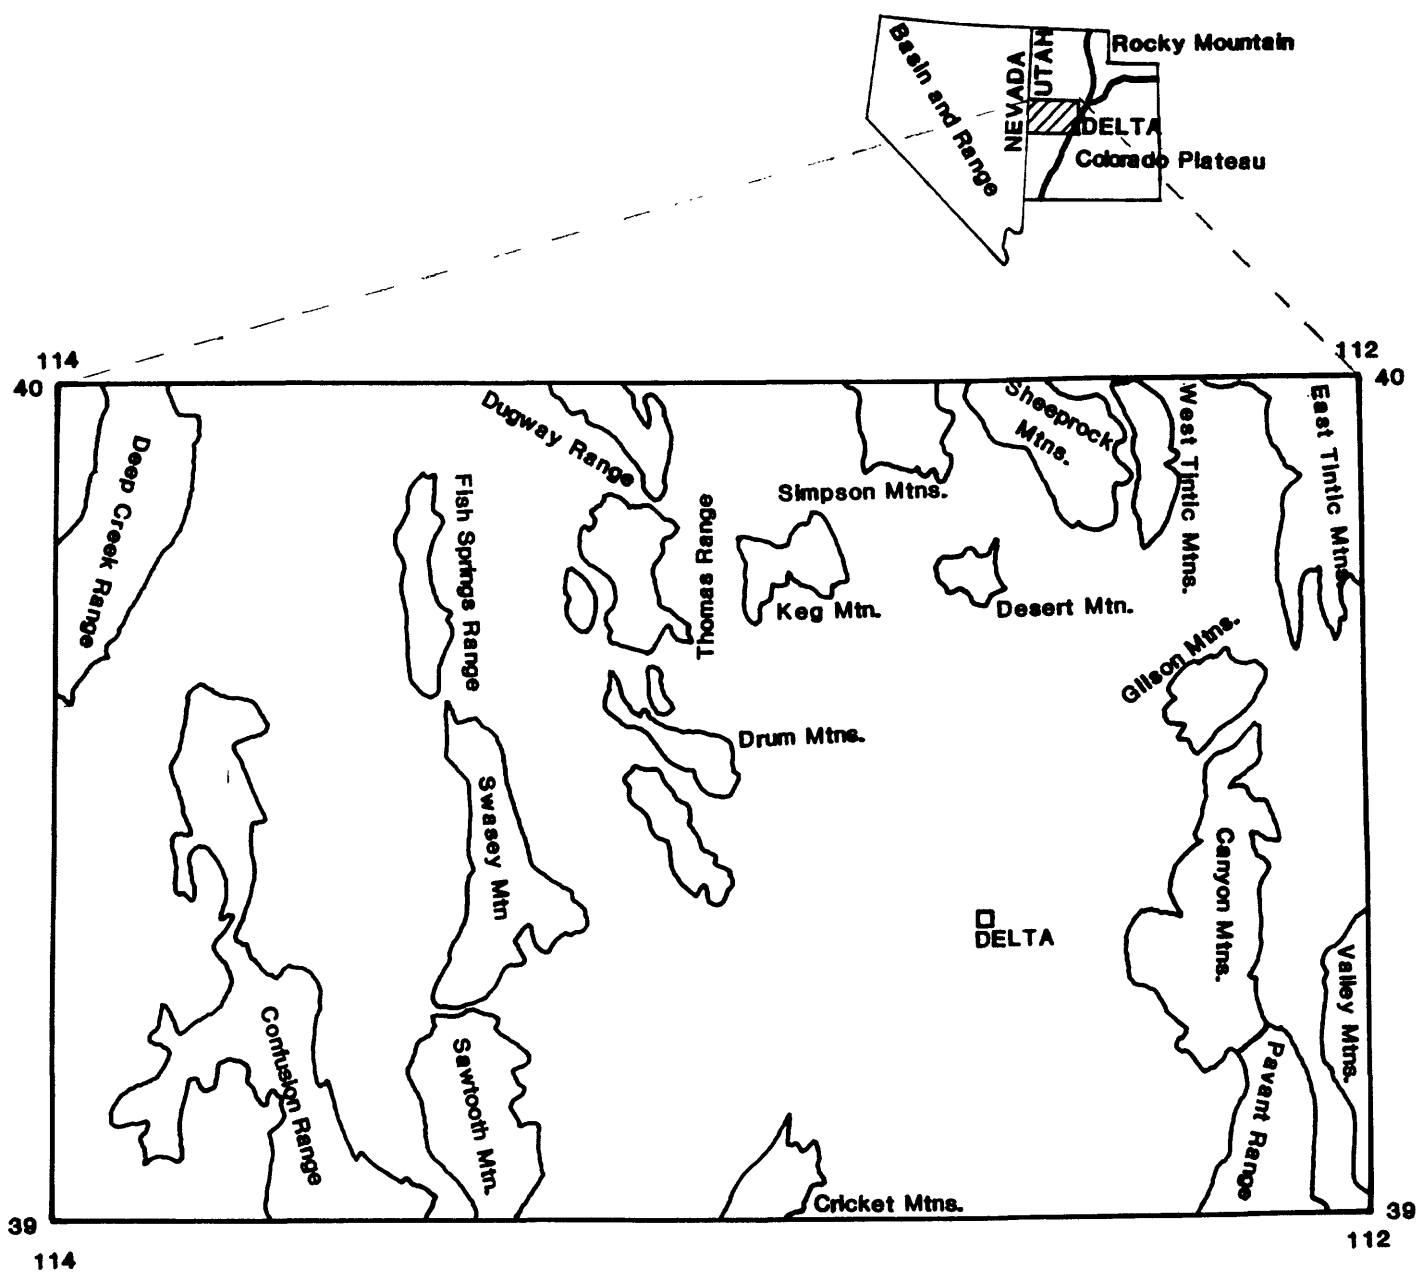 Rocky Mountain
Basin and Range
NEVADA
UTAH
DELTA
Colorado Plateau
114
112
40
40
Dugway Range
Sheeprock
Mtns.
West Tintic Mtns.
East Tintic Mtns.
Deep Creek Range
Fish Springs Range
Thomas Range
Simpson Mtns.
Keg Mtn.
Desert Mtn.
Gilson Mtns.
Drum Mtns.
Swasey Mtn
Canyon Mtns.
DELTA
Valley Mtns.
Confusion Range
Sawtooth Mtn.
Pavant Range
Cricket Mtns.
39
39
114
112